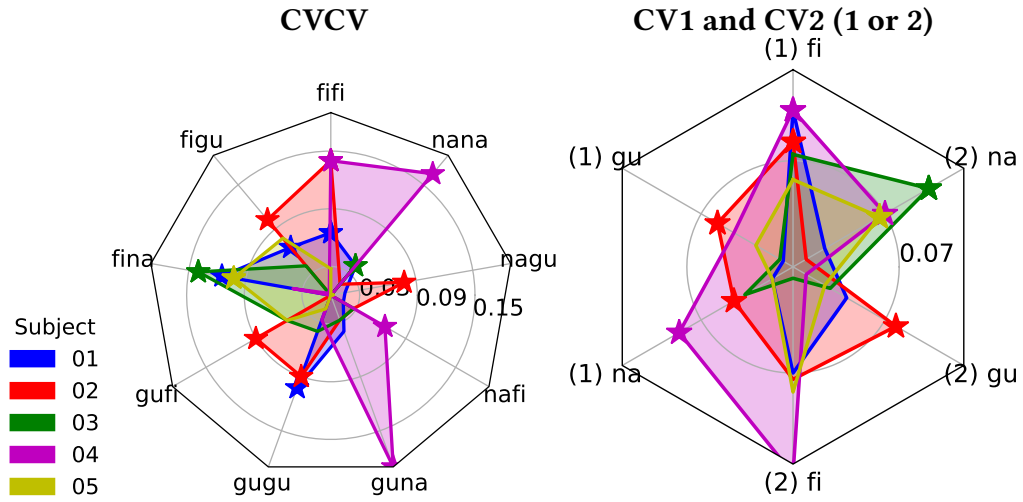 CVCV
CV1 and CV2 (1 or 2)
(1) fi
fifi
figu
nana
(1) gu
(2) na
fina
nagu
0.03
0.09
0.15
0.07
Subject
01
02
03
04
05
gufi
nafi
(1) na
(2) gu
gugu
guna
(2) fi